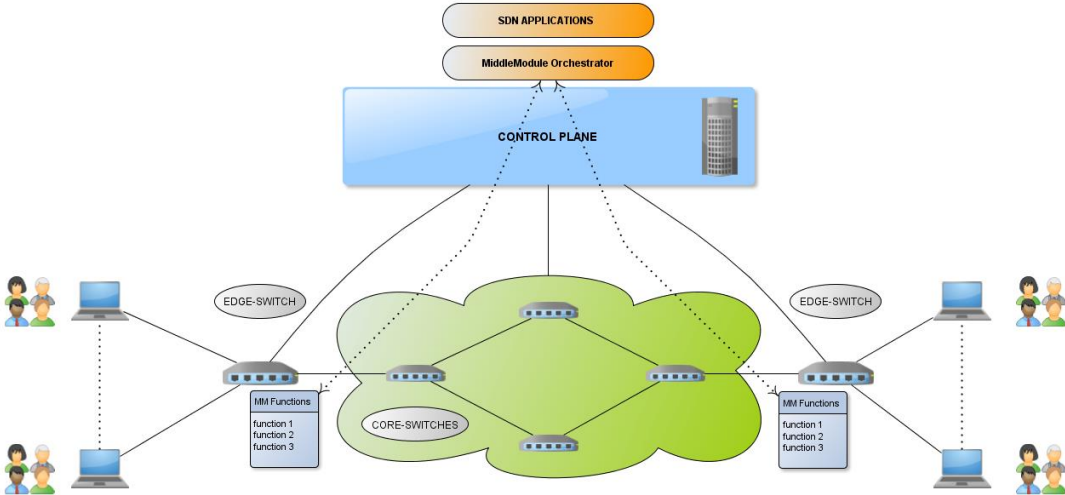 SDN APPLICATIONS
MiddleModule Orchestrator
CONTROL PLANE
EDGE-SWITCH
EDGE-SWITCH
MM Functions
function 1
function 2
function 3
CORE-SWITCHES
MM Functions
function 1
function 2
function 3